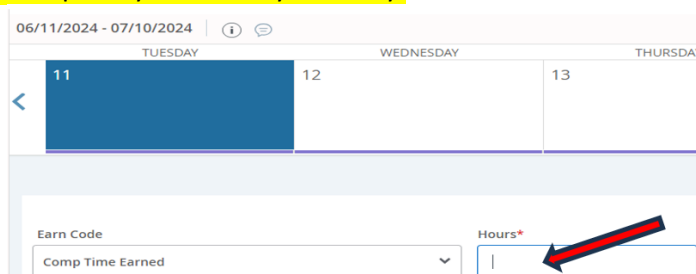 06/11/2024 - 07/10/2024
TUESDAY WEDNESDAY THURSDA
11 12 13
Earn Code Hours*
Comp Time Earned